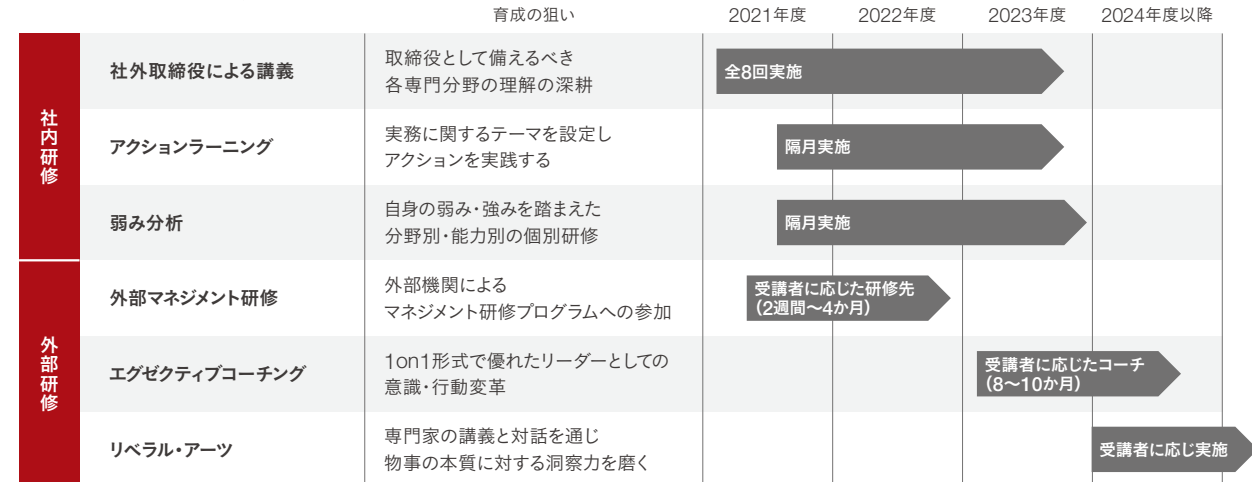 育成の狙い 2021年度 2022年度 2023年度 2024年度以降
社内研修
社外取締役による講義
取締役として備えるべき
各専門分野の理解の深耕
全8回実施
アクションラーニング
実務に関するテーマを設定し
アクションを実践する
隔月実施
弱み分析
自身の弱み・強みを踏まえた
分野別・能力別の個別研修
隔月実施
外部研修
外部マネジメント研修
外部機関による
マネジメント研修プログラムへの参加
受講者に応じた研修先
(2週間〜4か月)
エグゼクティブコーチング
1on1形式で優れたリーダーとしての
意識・行動変革
受講者に応じたコーチ
(8〜10か月)
リベラル・アーツ
専門家の講義と対話を通じ
物事の本質に対する洞察力を磨く
受講者に応じ実施